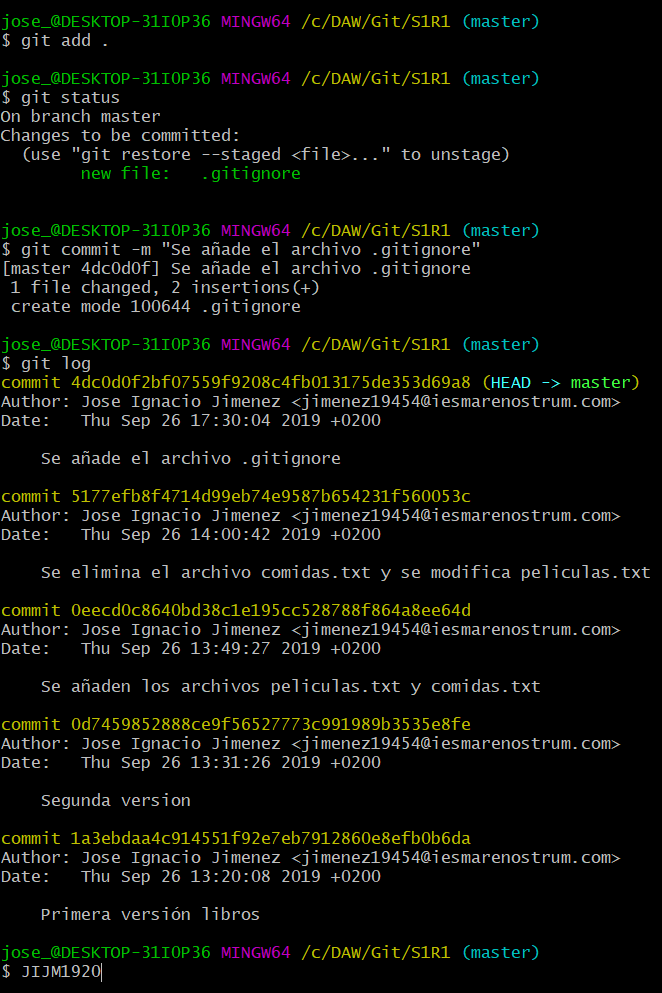 jose_@DESKTOP-31I0P36 MINGW64 /c/DAW/Git/S1R1 (master)
$ git add .
jose_@DESKTOP-31I0P36 MINGW64 /c/DAW/Git/S1R1 (master)
$ git status
On branch master
Changes to be committed:
  (use "git restore --staged <file>..." to unstage)
        new file:   .gitignore
jose_@DESKTOP-31I0P36 MINGW64 /c/DAW/Git/S1R1 (master)
$ git commit -m "Se añade el archivo .gitignore"
[master 4dc0d0f] Se añade el archivo .gitignore
 1 file changed, 2 insertions(+)
 create mode 100644 .gitignore
jose_@DESKTOP-31I0P36 MINGW64 /c/DAW/Git/S1R1 (master)
$ git log
commit 4dc0d0f2bf07559f9208c4fb013175de353d69a8 (HEAD -> master)
Author: Jose Ignacio Jimenez <jimenez19454@iesmarenostrum.com>
Date:   Thu Sep 26 17:30:04 2019 +0200
    Se añade el archivo .gitignore
commit 5177efb8f4714d99eb74e9587b654231f560053c
Author: Jose Ignacio Jimenez <jimenez19454@iesmarenostrum.com>
Date:   Thu Sep 26 14:00:42 2019 +0200
    Se elimina el archivo comidas.txt y se modifica peliculas.txt
commit 0eecd0c8640bd38c1e195cc528788f864a8ee64d
Author: Jose Ignacio Jimenez <jimenez19454@iesmarenostrum.com>
Date:   Thu Sep 26 13:49:27 2019 +0200
    Se añaden los archivos peliculas.txt y comidas.txt
commit 0d7459852888ce9f56527773c991989b3535e8fe
Author: Jose Ignacio Jimenez <jimenez19454@iesmarenostrum.com>
Date:   Thu Sep 26 13:31:26 2019 +0200
    Segunda version
commit 1a3ebdaa4c914551f92e7eb7912860e8efb0b6da
Author: Jose Ignacio Jimenez <jimenez19454@iesmarenostrum.com>
Date:   Thu Sep 26 13:20:08 2019 +0200
    Primera versión libros
jose_@DESKTOP-31I0P36 MINGW64 /c/DAW/Git/S1R1 (master)
$ JIJM1920